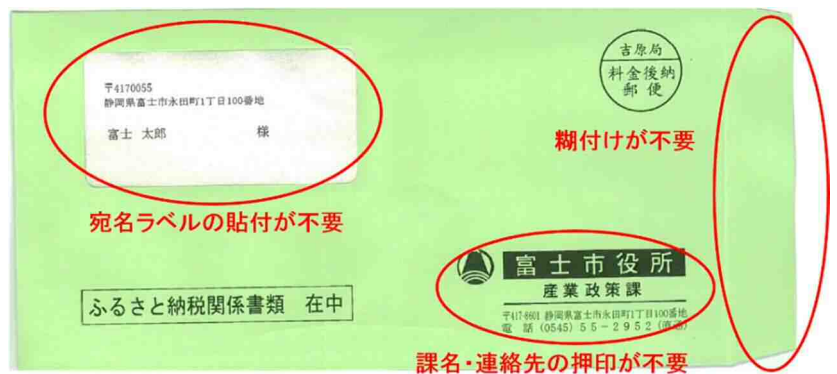 〒4170055
静岡県富士市永田町1丁目100番地
富士 太郎 様
宛名ラベルの貼付が不要
ふるさと納税関係書類 在中
吉原局
料金後納
郵便
糊付けが不要
富士市役所
産業政策課
〒417-8601 静岡県富士市永田町1丁目100番地
電 話 (0545) 55-2952 (直通)
課名・連絡先の押印が不要